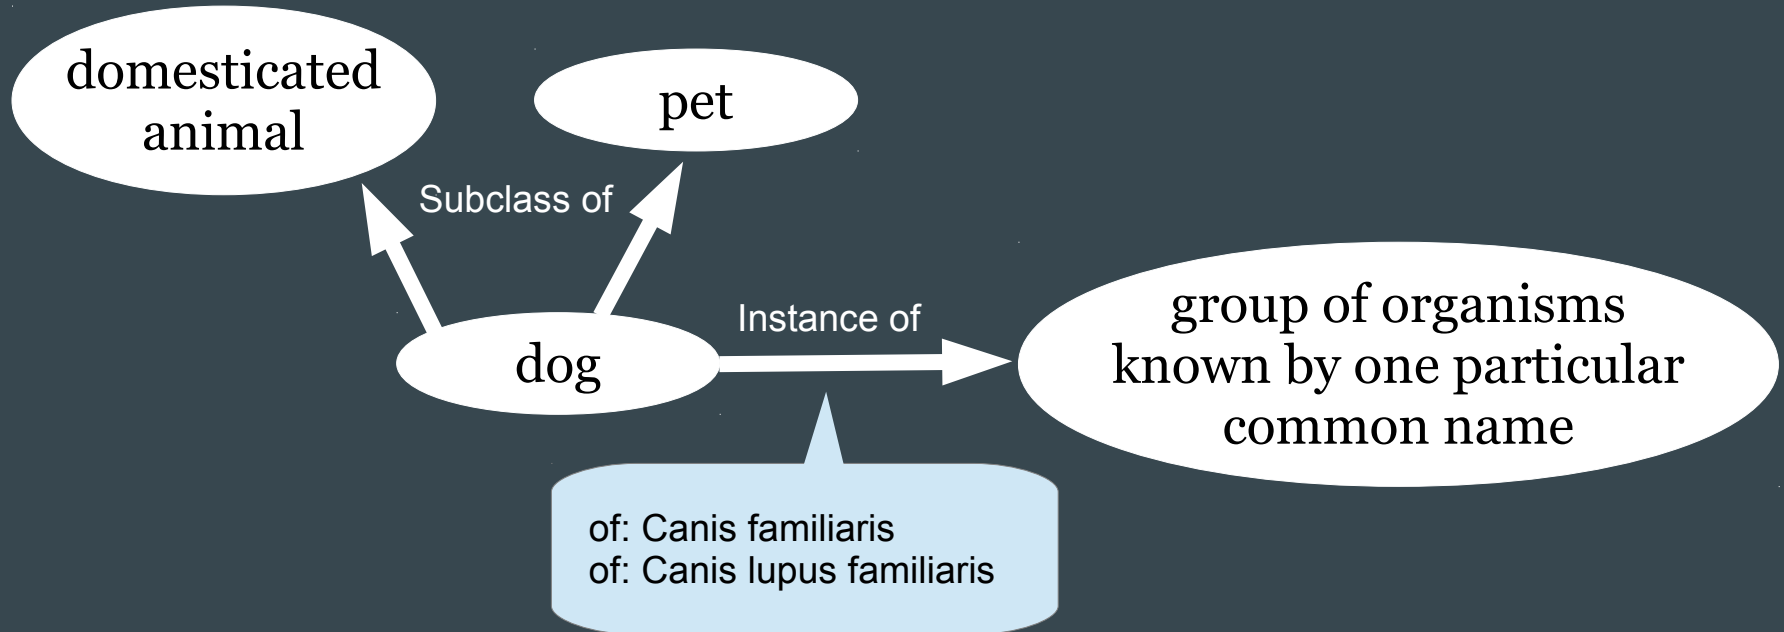 domesticated
animal
pet
Subclass of
Instance of
dog
group of organisms
known by one particular
common name
of: Canis familiaris
of: Canis lupus familiaris